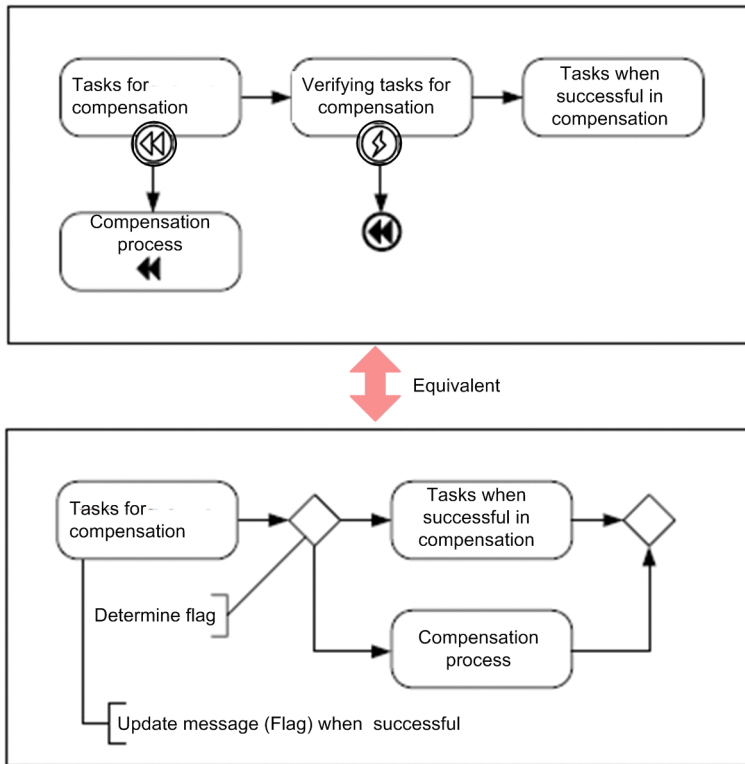 Tasks for
compensation
Verifying tasks for
compensation
Tasks when
successful in
compensation
Compensation
process
Equivalent
Tasks for
compensation
Tasks when
successful in
compensation
Determine flag
Compensation
process
Update message (Flag) when successful